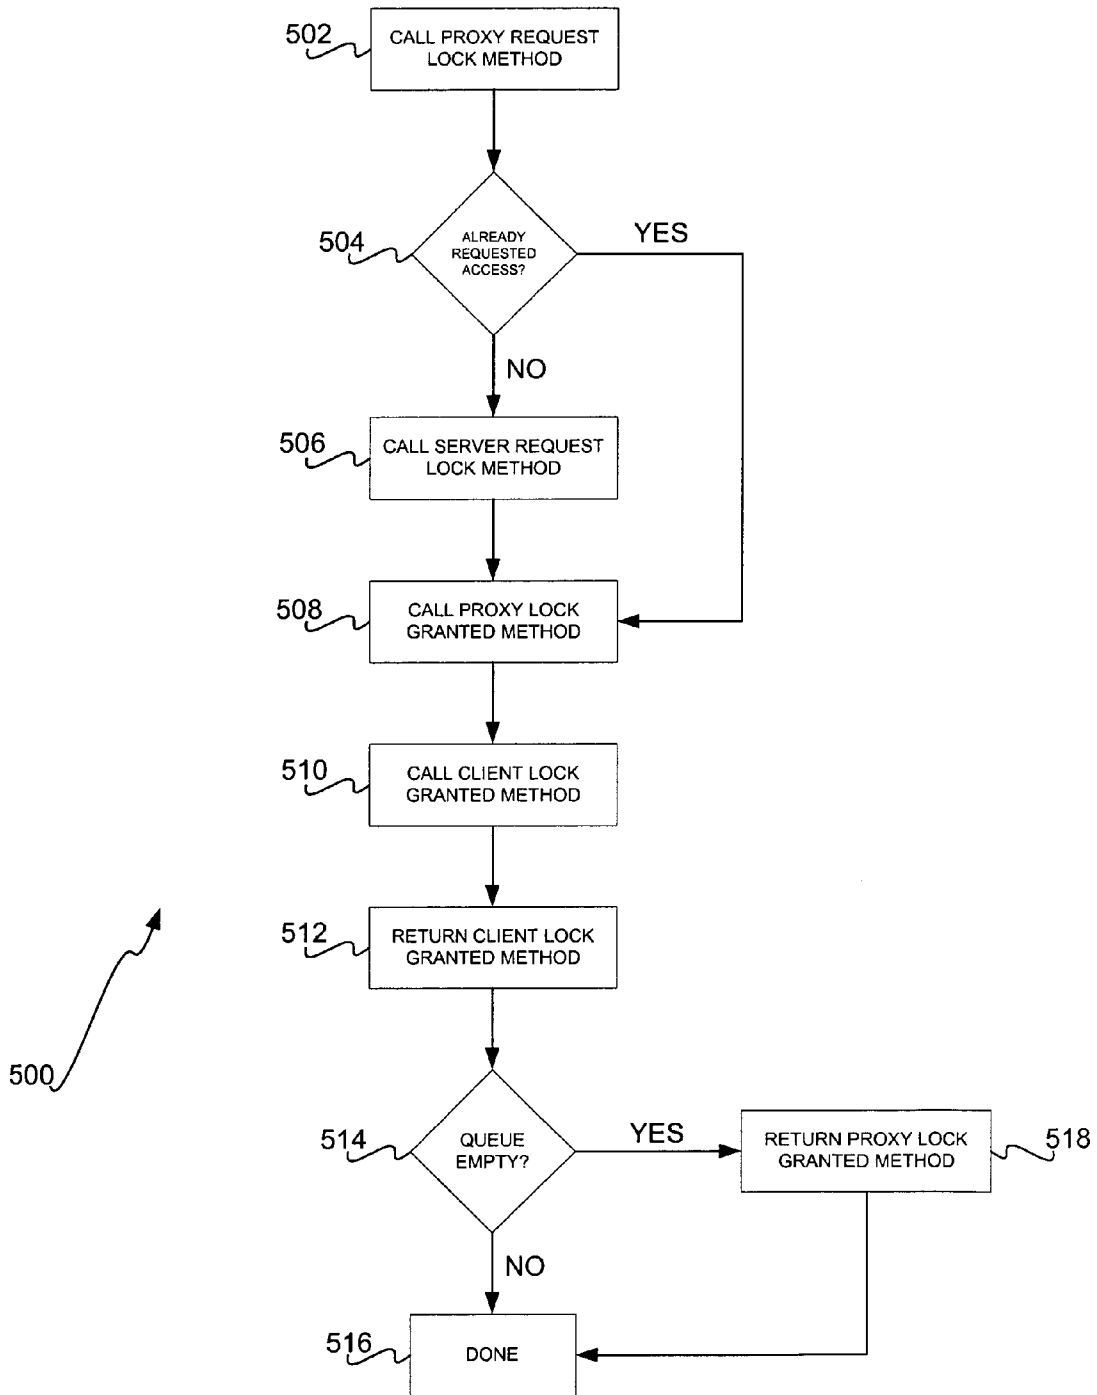 502
CALL PROXY REQUEST
LOCK METHOD
504
ALREADY
REQUESTED
ACCESS?
YES
NO
506
CALL SERVER REQUEST
LOCK METHOD
508
CALL PROXY LOCK
GRANTED METHOD
510
CALL CLIENT LOCK
GRANTED METHOD
512
RETURN CLIENT LOCK
GRANTED METHOD
500
514
QUEUE
EMPTY?
YES
RETURN PROXY LOCK
GRANTED METHOD
518
NO
516
DONE